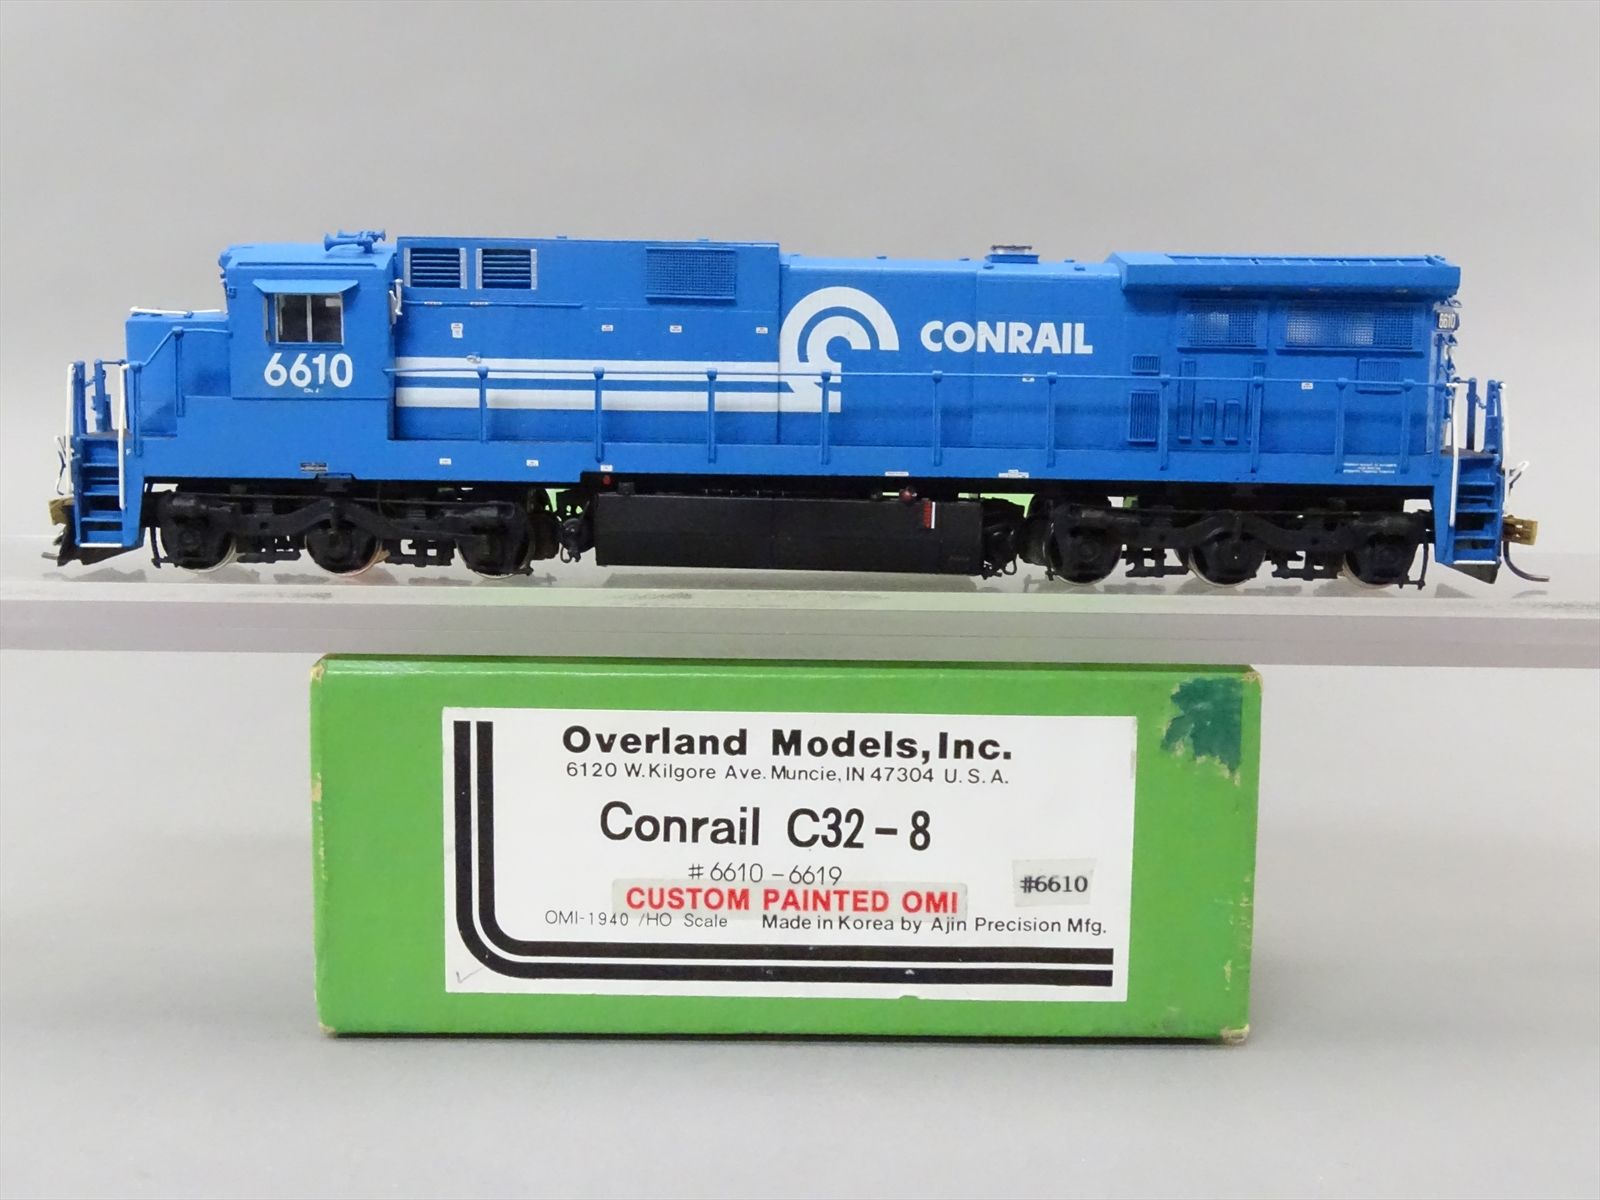 6610
CONRAIL
6610
Overland Models, Inc.
6120 W. Kilgore Ave. Muncie, IN 47304 U. S. A.
Conrail C32-8
#6610 - 6619
#6610
CUSTOM PAINTED OMI
OMI-1940 /HO Scale Made in Korea by Ajin Precision Mfg.